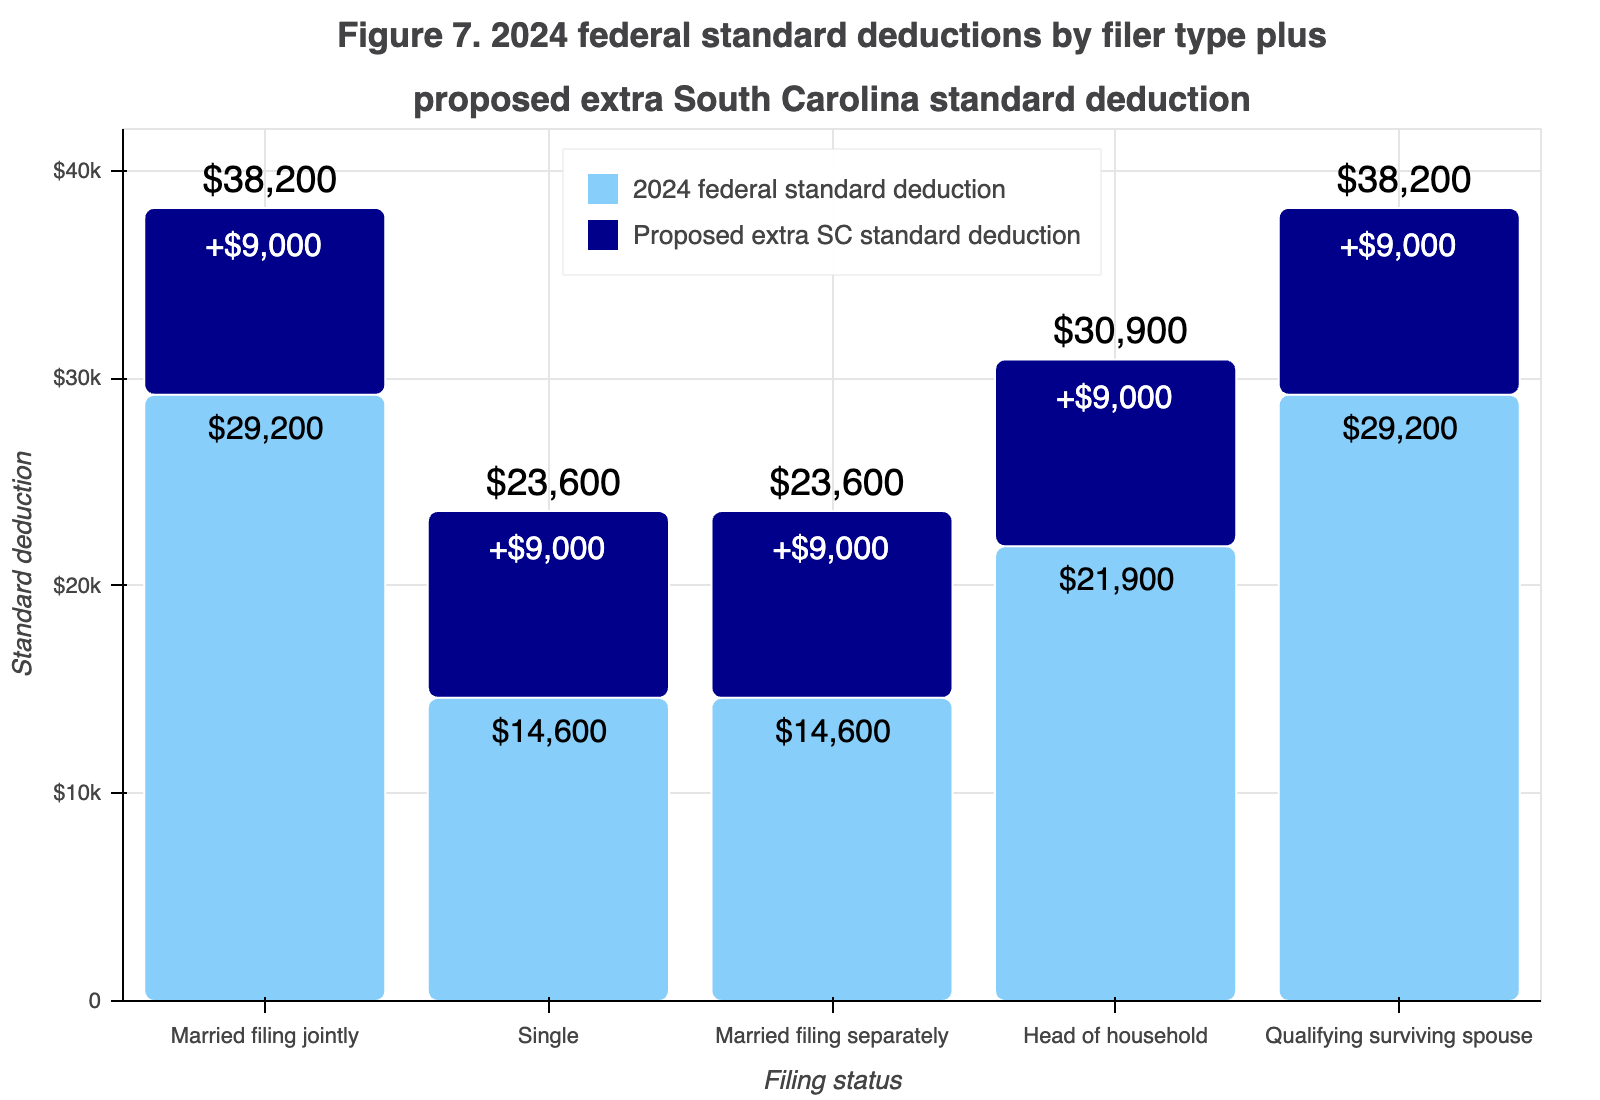 Figure 7. 2024 federal standard deductions by filer type plus
proposed extra South Carolina standard deduction
2024 federal standard deduction
Proposed extra SC standard deduction
Standard deduction
$40k
$30k
$20k
$10k
0
$38,200
+$9,000
$29,200
$23,600
+$9,000
$14,600
$23,600
+$9,000
$14,600
$30,900
+$9,000
$21,900
$38,200
+$9,000
$29,200
Married filing jointly
Single
Married filing separately
Head of household
Qualifying surviving spouse
Filing status